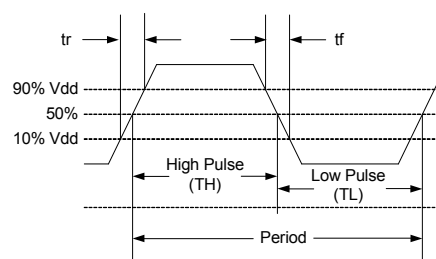 tr
tf
90% Vdd
50%
10% Vdd
High Pulse
(TH)
Low Pulse
(TL)
Period